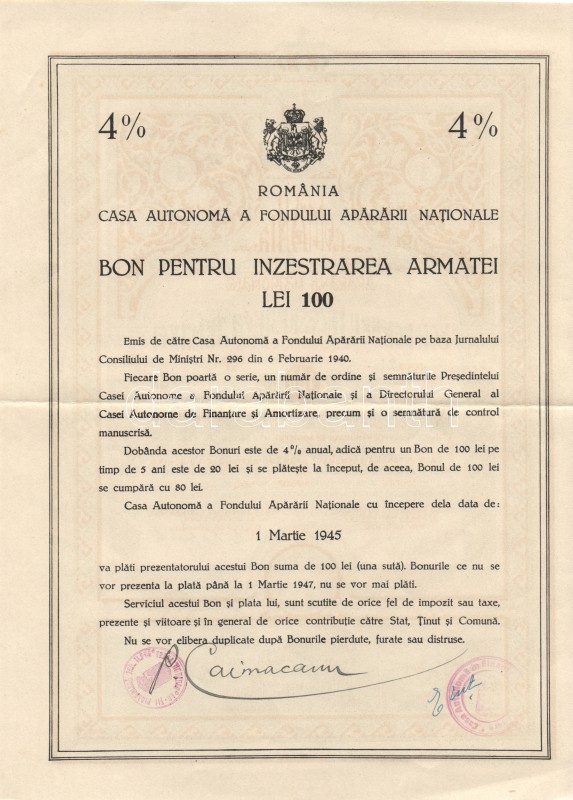 4%
4%
ROMÂNIA
CASA AUTONOMĂ A FONDULUI APĂRĂRII NAȚIONALE
BON PENTRU INZESTRAREA ARMATEI
LEI 100
Emis de către Casa Autonomă a Fondului Apărării Naționale pe baza Jurnalului
Consiliului de Miniștri Nr. 296 din 6 Februarie 1940.
Fiecare Bon poartă o serie, un număr de ordine și semnăturile Președintelui
Casei Autonome a Fondului Apărării Naționale și a Directorului General al
Casei Autonome de Finanțare și Amortizare, precum și o semnătură de control
manuscrisă.
Dobânda acestor Bonuri este de 4% anual, adică pentru un Bon de 100 lei pe
timp de 5 ani este de 20 lei și se plătește la început, de aceea, Bonul de 100 lei
se cumpără cu 80 lei.
Casa Autonomă a Fondului Apărării Naționale cu începere dela data de:
1 Martie 1945
va plăti prezentatorului acestui Bon suma de 100 lei (una sută). Bonurile ce nu se
vor prezenta la plată până la 1 Martie 1947, nu se vor mai plăti.
Serviciul acestui Bon și plata lui, sunt scutite de orice fel de impozit sau taxe,
prezente și viitoare și în general de orice contribuție către Stat, Ținut și Comună.
Nu se vor elibera duplicate după Bonurile pierdute, furate sau distruse.
Caimacanu
darabanth